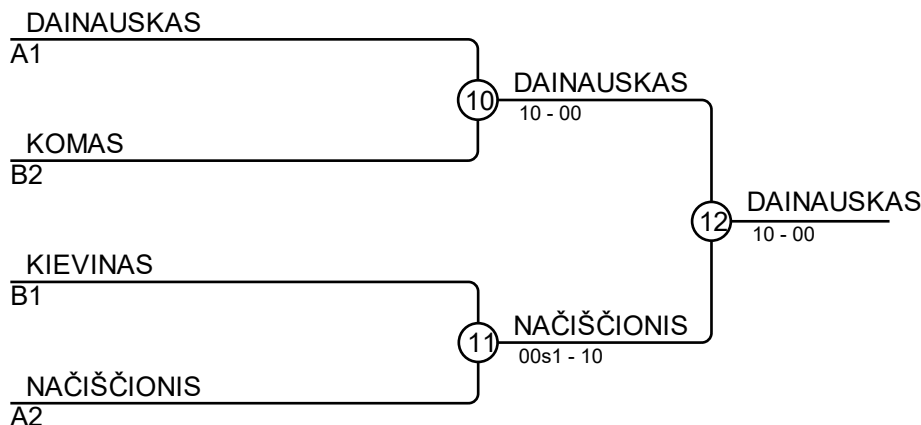 DAINAUSKAS
A1
10
DAINAUSKAS
10 - 00
KOMAS
B2
12
DAINAUSKAS
10 - 00
KIEVINAS
B1
11
NAČIŠČIONIS
00s1 - 10
NAČIŠČIONIS
A2